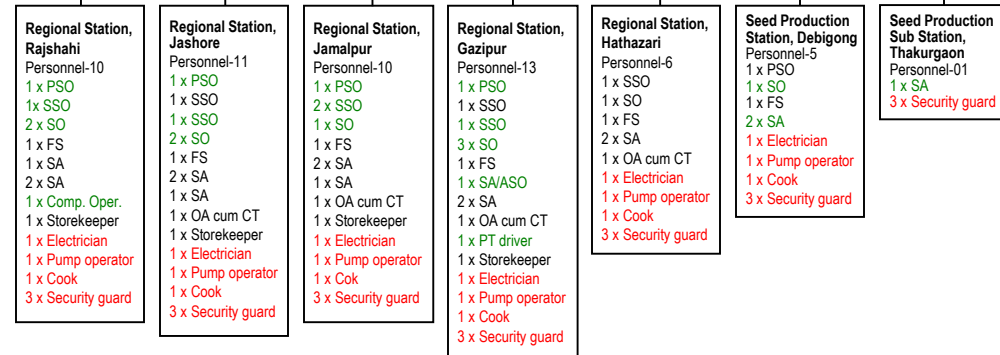 Regional Station,
Rajshahi
Personnel-10
1 x PSO
1x SSO
2 x SO
1 x FS
1 x SA
2 x SA
1 x Comp. Oper.
1 x Storekeeper
1 x Electrician
1 x Pump operator
1 x Cook
3 x Security guard
Regional Station,
Jashore
Personnel-11
1 x PSO
1 x SSO
1 x SSO
2 x SO
1 x FS
2 x SA
1 x SA
1 x OA cum CT
1 x Storekeeper
1 x Electrician
1 x Pump operator
1 x Cook
3 x Security guard
Regional Station,
Jamalpur
Personnel-10
1 x PSO
2 x SSO
1 x SO
1 x FS
2 x SA
1 x SA
1 x OA cum CT
1 x Storekeeper
1 x Electrician
1 x Pump operator
1 x Cok
3 x Security guard
Regional Station,
Gazipur
Personnel-13
1 x PSO
1 x SSO
1 x SSO
3 x SO
1 x FS
1 x SA/ASO
2 x SA
1 x OA cum CT
1 x PT driver
1 x Storekeeper
1 x Electrician
1 x Pump operator
1 x Cook
3 x Security guard
Regional Station,
Hathazari
Personnel-6
1 x SSO
1 x SO
1 x FS
2 x SA
1 x OA cum CT
1 x Electrician
1 x Pump operator
1 x Cook
3 x Security guard
Seed Production
Station, Debigong
Personnel-5
1 x PSO
1 x SO
1 x FS
2 x SA
1 x Electrician
1 x Pump operator
1 x Cook
3 x Security guard
Seed Production
Sub Station,
Thakurgaon
Personnel-01
1 x SA
3 x Security guard